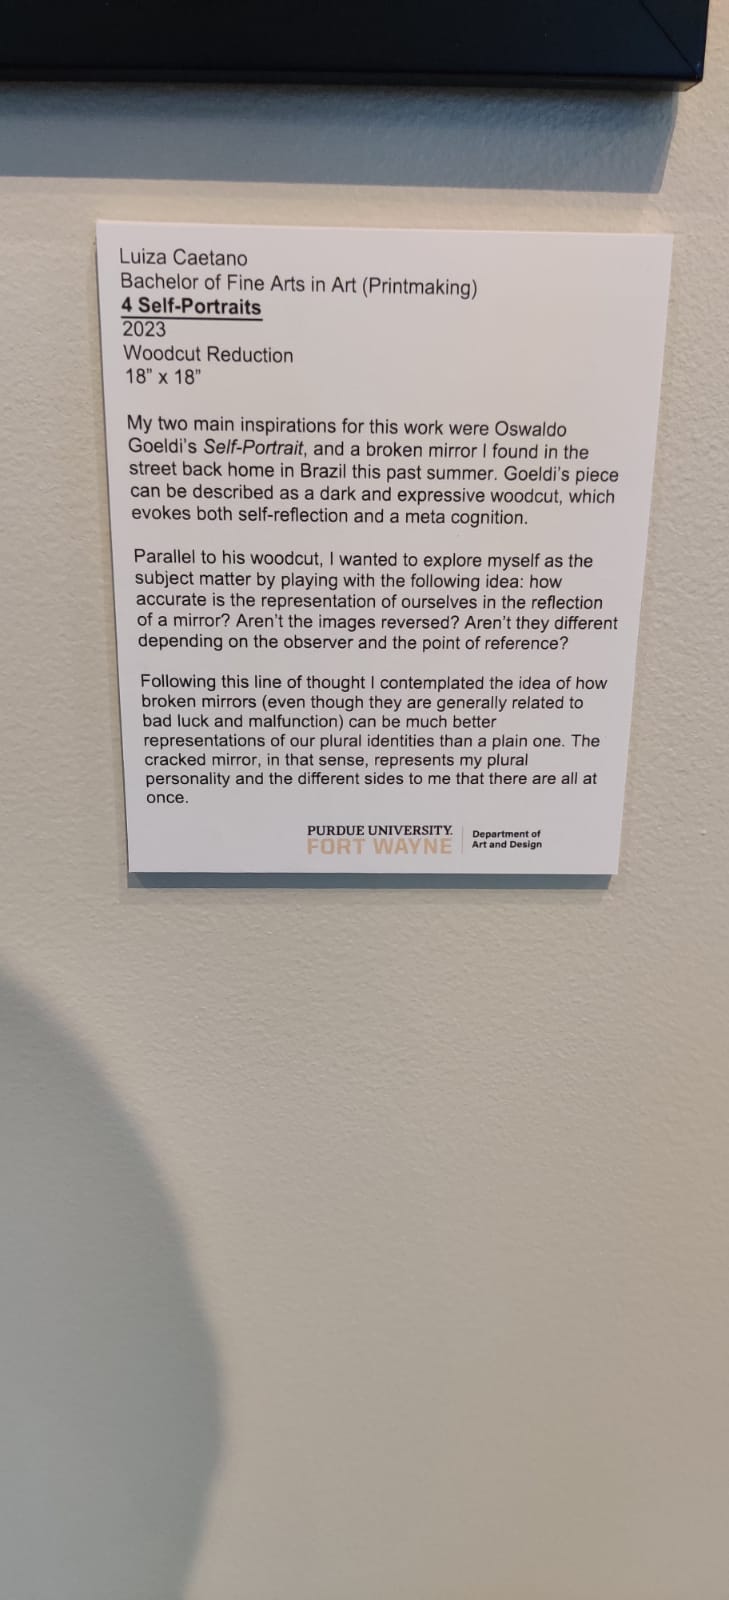 Luiza Caetano
Bachelor of Fine Arts in Art (Printmaking)
4 Self-Portraits
2023
Woodcut Reduction
18” x 18”
My two main inspirations for this work were Oswaldo
Goeldi’s Self-Portrait, and a broken mirror I found in the
street back home in Brazil this past summer. Goeldi’s piece
can be described as a dark and expressive woodcut, which
evokes both self-reflection and a meta cognition.
Parallel to his woodcut, I wanted to explore myself as the
subject matter by playing with the following idea: how
accurate is the representation of ourselves in the reflection
of a mirror? Aren’t the images reversed? Aren’t they different
depending on the observer and the point of reference?
Following this line of thought I contemplated the idea of how
broken mirrors (even though they are generally related to
bad luck and malfunction) can be much better
representations of our plural identities than a plain one. The
cracked mirror, in that sense, represents my plural
personality and the different sides to me that there are all at
once.
PURDUE UNIVERSITY.
FORT WAYNE
Department of
Art and Design